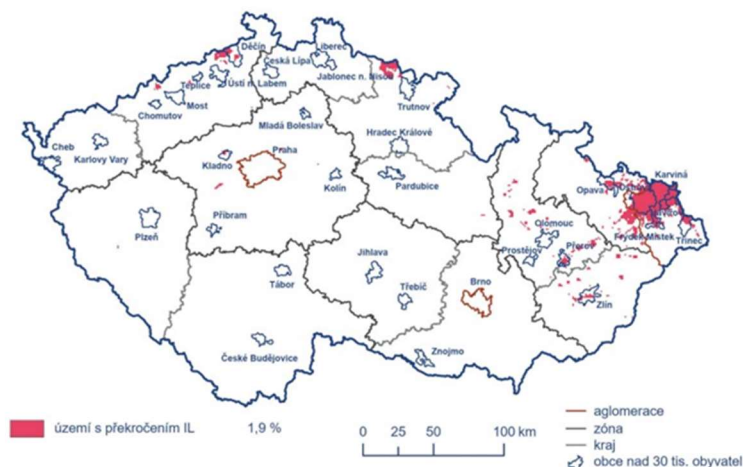 Děčín
Liberec
Česká Lípa
Teplice
Ústí n. Labem
Jablonec n. Nisou
Most
Chomutov
Trutnov
Mladá Boleslav
Hradec Králové
Cheb
Karlovy Vary
Praha
Kladno
Kolín
Pardubice
Karviná
Opava
Plzeň
Příbram
Olomouc
Frýdek-Místek
Třinec
Prostějov
Přerov
Jihlava
Tábor
Třebíč
Brno
Zlín
České Budějovice
Znojmo
území s překročením IL 1,9 %
0 25 50 100 km
aglomerace
zóna
kraj
obce nad 30 tis. obyvatel